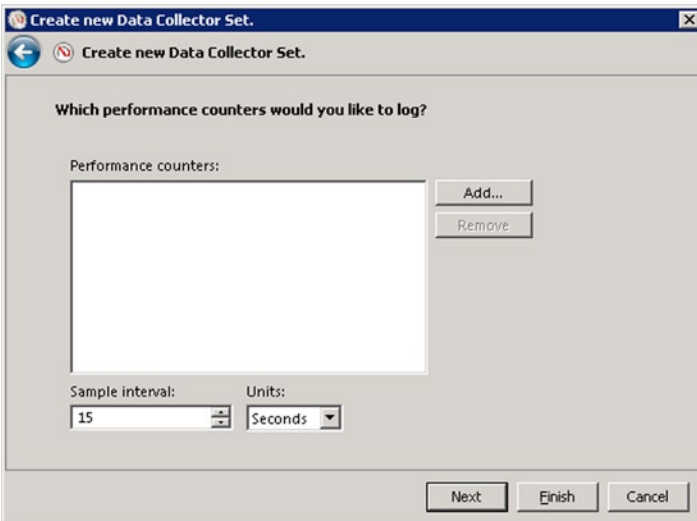 Create new Data Collector Set.
Create new Data Collector Set.
Which performance counters would you like to log?
Performance counters:
Add...
Remove
Sample interval:
Units:
15
Seconds
Next
Finish
Cancel